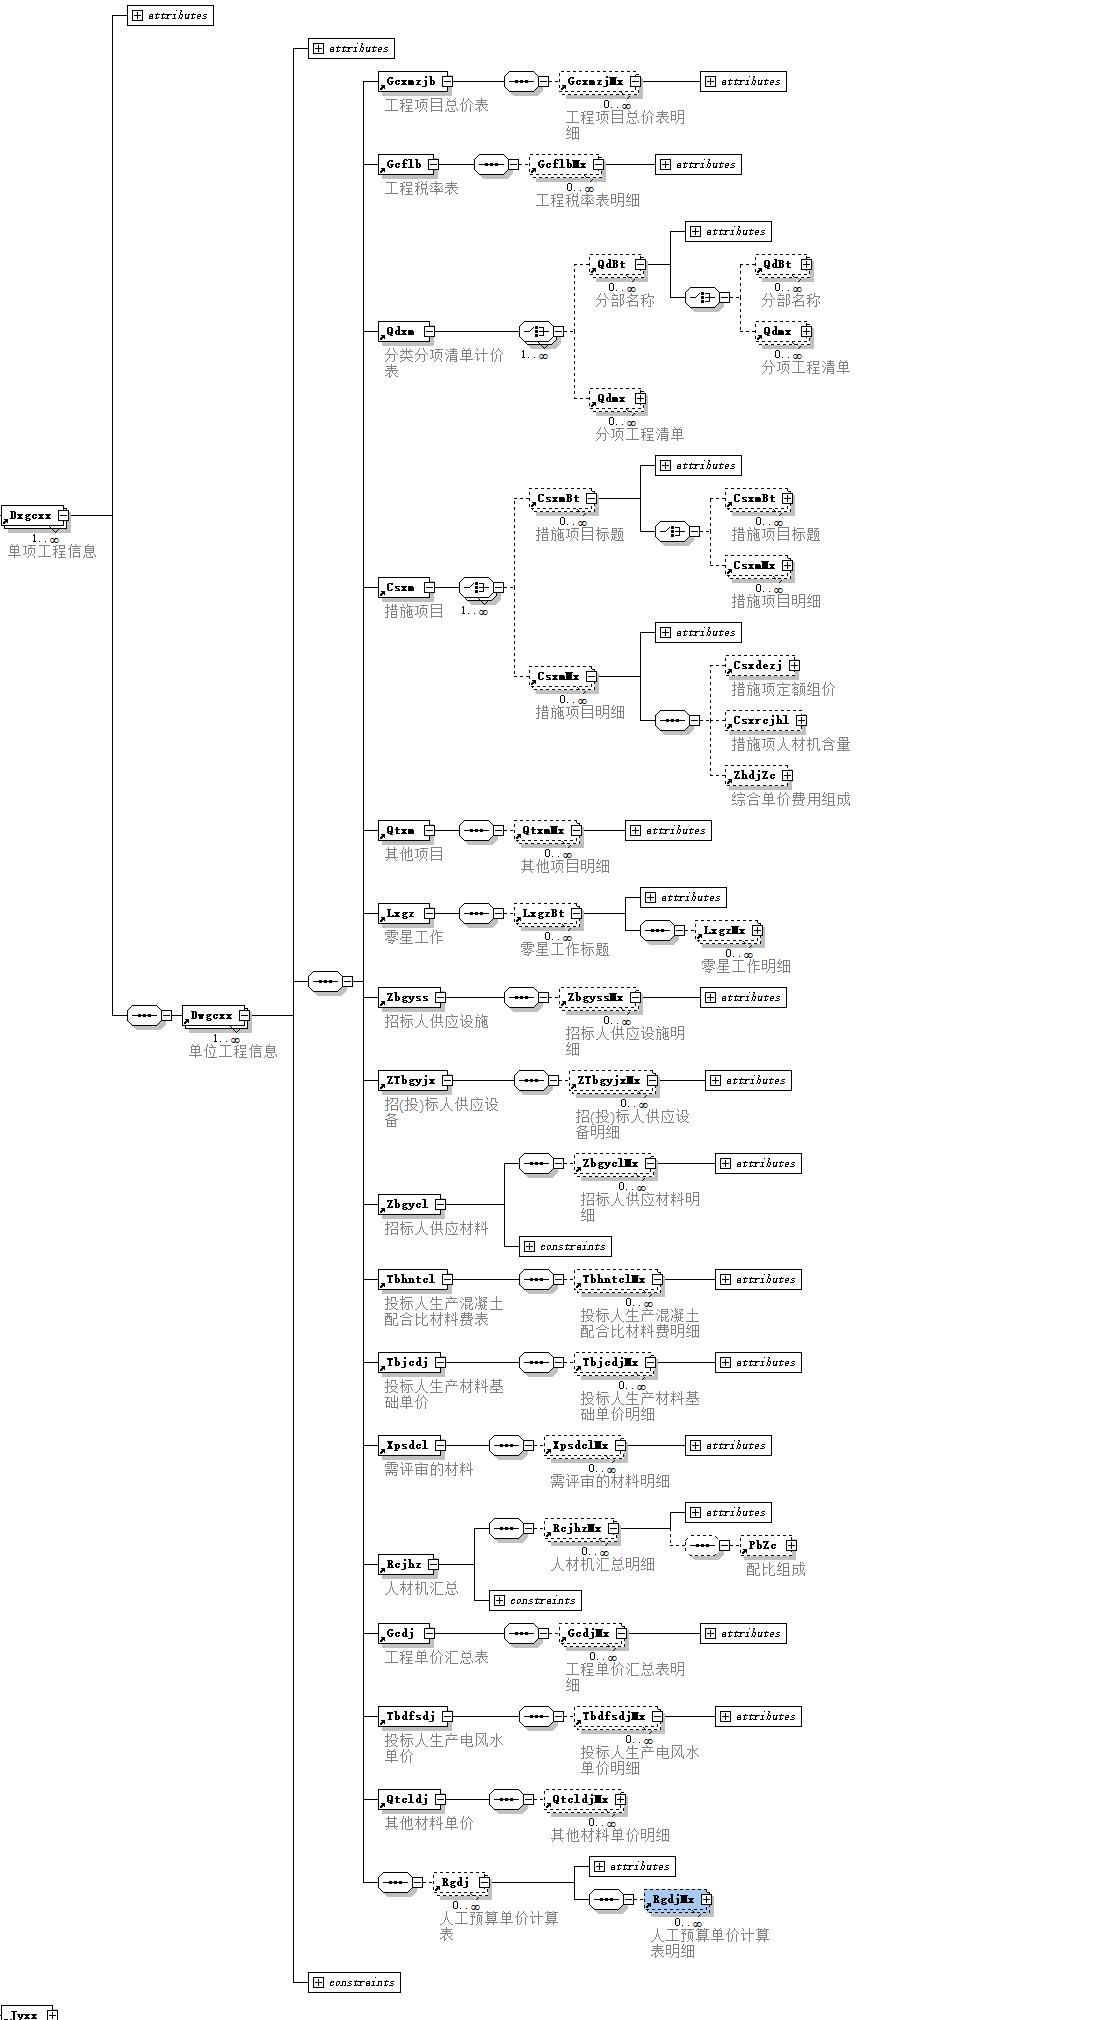 attributes
attributes
Gcxmzjb
GcxmzjMx
attributes
0..∞
工程项目总价表
工程项目总价表明
细
Gcflb
GcflbMx
attributes
0..∞
工程税率表
工程税率表明细
attributes
QdBt
QdBt
0..∞
0..∞
分部名称
分部名称
Qdxm
Qdmx
1..∞
0..∞
分类分项清单计价
表
分项工程清单
Qdmx
0..∞
分项工程清单
attributes
CsxmBt
CsxmBt
0..∞
0..∞
措施项目标题
措施项目标题
Dxgcxx
1..∞
单项工程信息
CsxmMx
0..∞
措施项目明细
Csxm
1..∞
措施项目
attributes
Csxdezj
措施项定额组价
CsxmMx
0..∞
措施项目明细
Csxrcjhl
措施项人材机含量
ZhdjZc
综合单价费用组成
Qtxm
QtxmMx
attributes
0..∞
其他项目
其他项目明细
attributes
Lxgz
LxgzBt
0..∞
零星工作
零星工作标题
LxgzMx
0..∞
零星工作明细
Zbgyss
ZbgyssMx
attributes
0..∞
招标人供应设施
招标人供应设施明
细
Dwgcxx
1..∞
单位工程信息
ZTbgyjx
ZTbgyjxMx
attributes
0..∞
招(投)标人供应设
备
招(投)标人供应设
备明细
ZbgyclMx
attributes
0..∞
招标人供应材料明
细
Zbgycl
招标人供应材料
constraints
Tbhntcl
TbhntclMx
attributes
0..∞
投标人生产混凝土
配合比材料费表
投标人生产混凝土
配合比材料费明细
Tbjcdj
TbjcdjMx
attributes
0..∞
投标人生产材料基
础单价
投标人生产材料基
础单价明细
Xpsdcl
XpsdclMx
attributes
0..∞
需评审的材料
需评审的材料明细
attributes
RcjhzMx
0..∞
人材机汇总明细
PbZc
配比组成
Rcjhz
人材机汇总
constraints
Gcdj
GcdjMx
attributes
0..∞
工程单价汇总表
工程单价汇总表明
细
Tbdfsdj
TbdfsdjMx
attributes
0..∞
投标人生产电风水
单价
投标人生产电风水
单价明细
Qtcldj
QtcldjMx
0..∞
其他材料单价
其他材料单价明细
attributes
Rgdj
0..∞
人工预算单价计算
表
RgdjMx
0..∞
人工预算单价计算
表明细
constraints
Jyxx